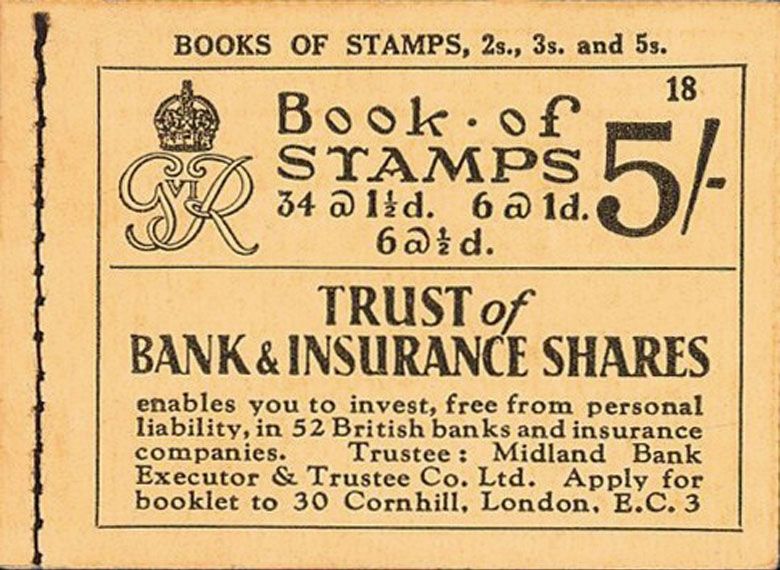 BOOKS OF STAMPS, 2s., 3s. and 5s.
18
GVIR
Book·of
STAMPS
34 @ 1½d. 6 @ 1d.
6 @ ½d.
5/-
TRUST of
BANK & INSURANCE SHARES
enables you to invest, free from personal
liability, in 52 British banks and insurance
companies. Trustee: Midland Bank
Executor & Trustee Co. Ltd. Apply for
booklet to 30 Cornhill, London, E.C. 3